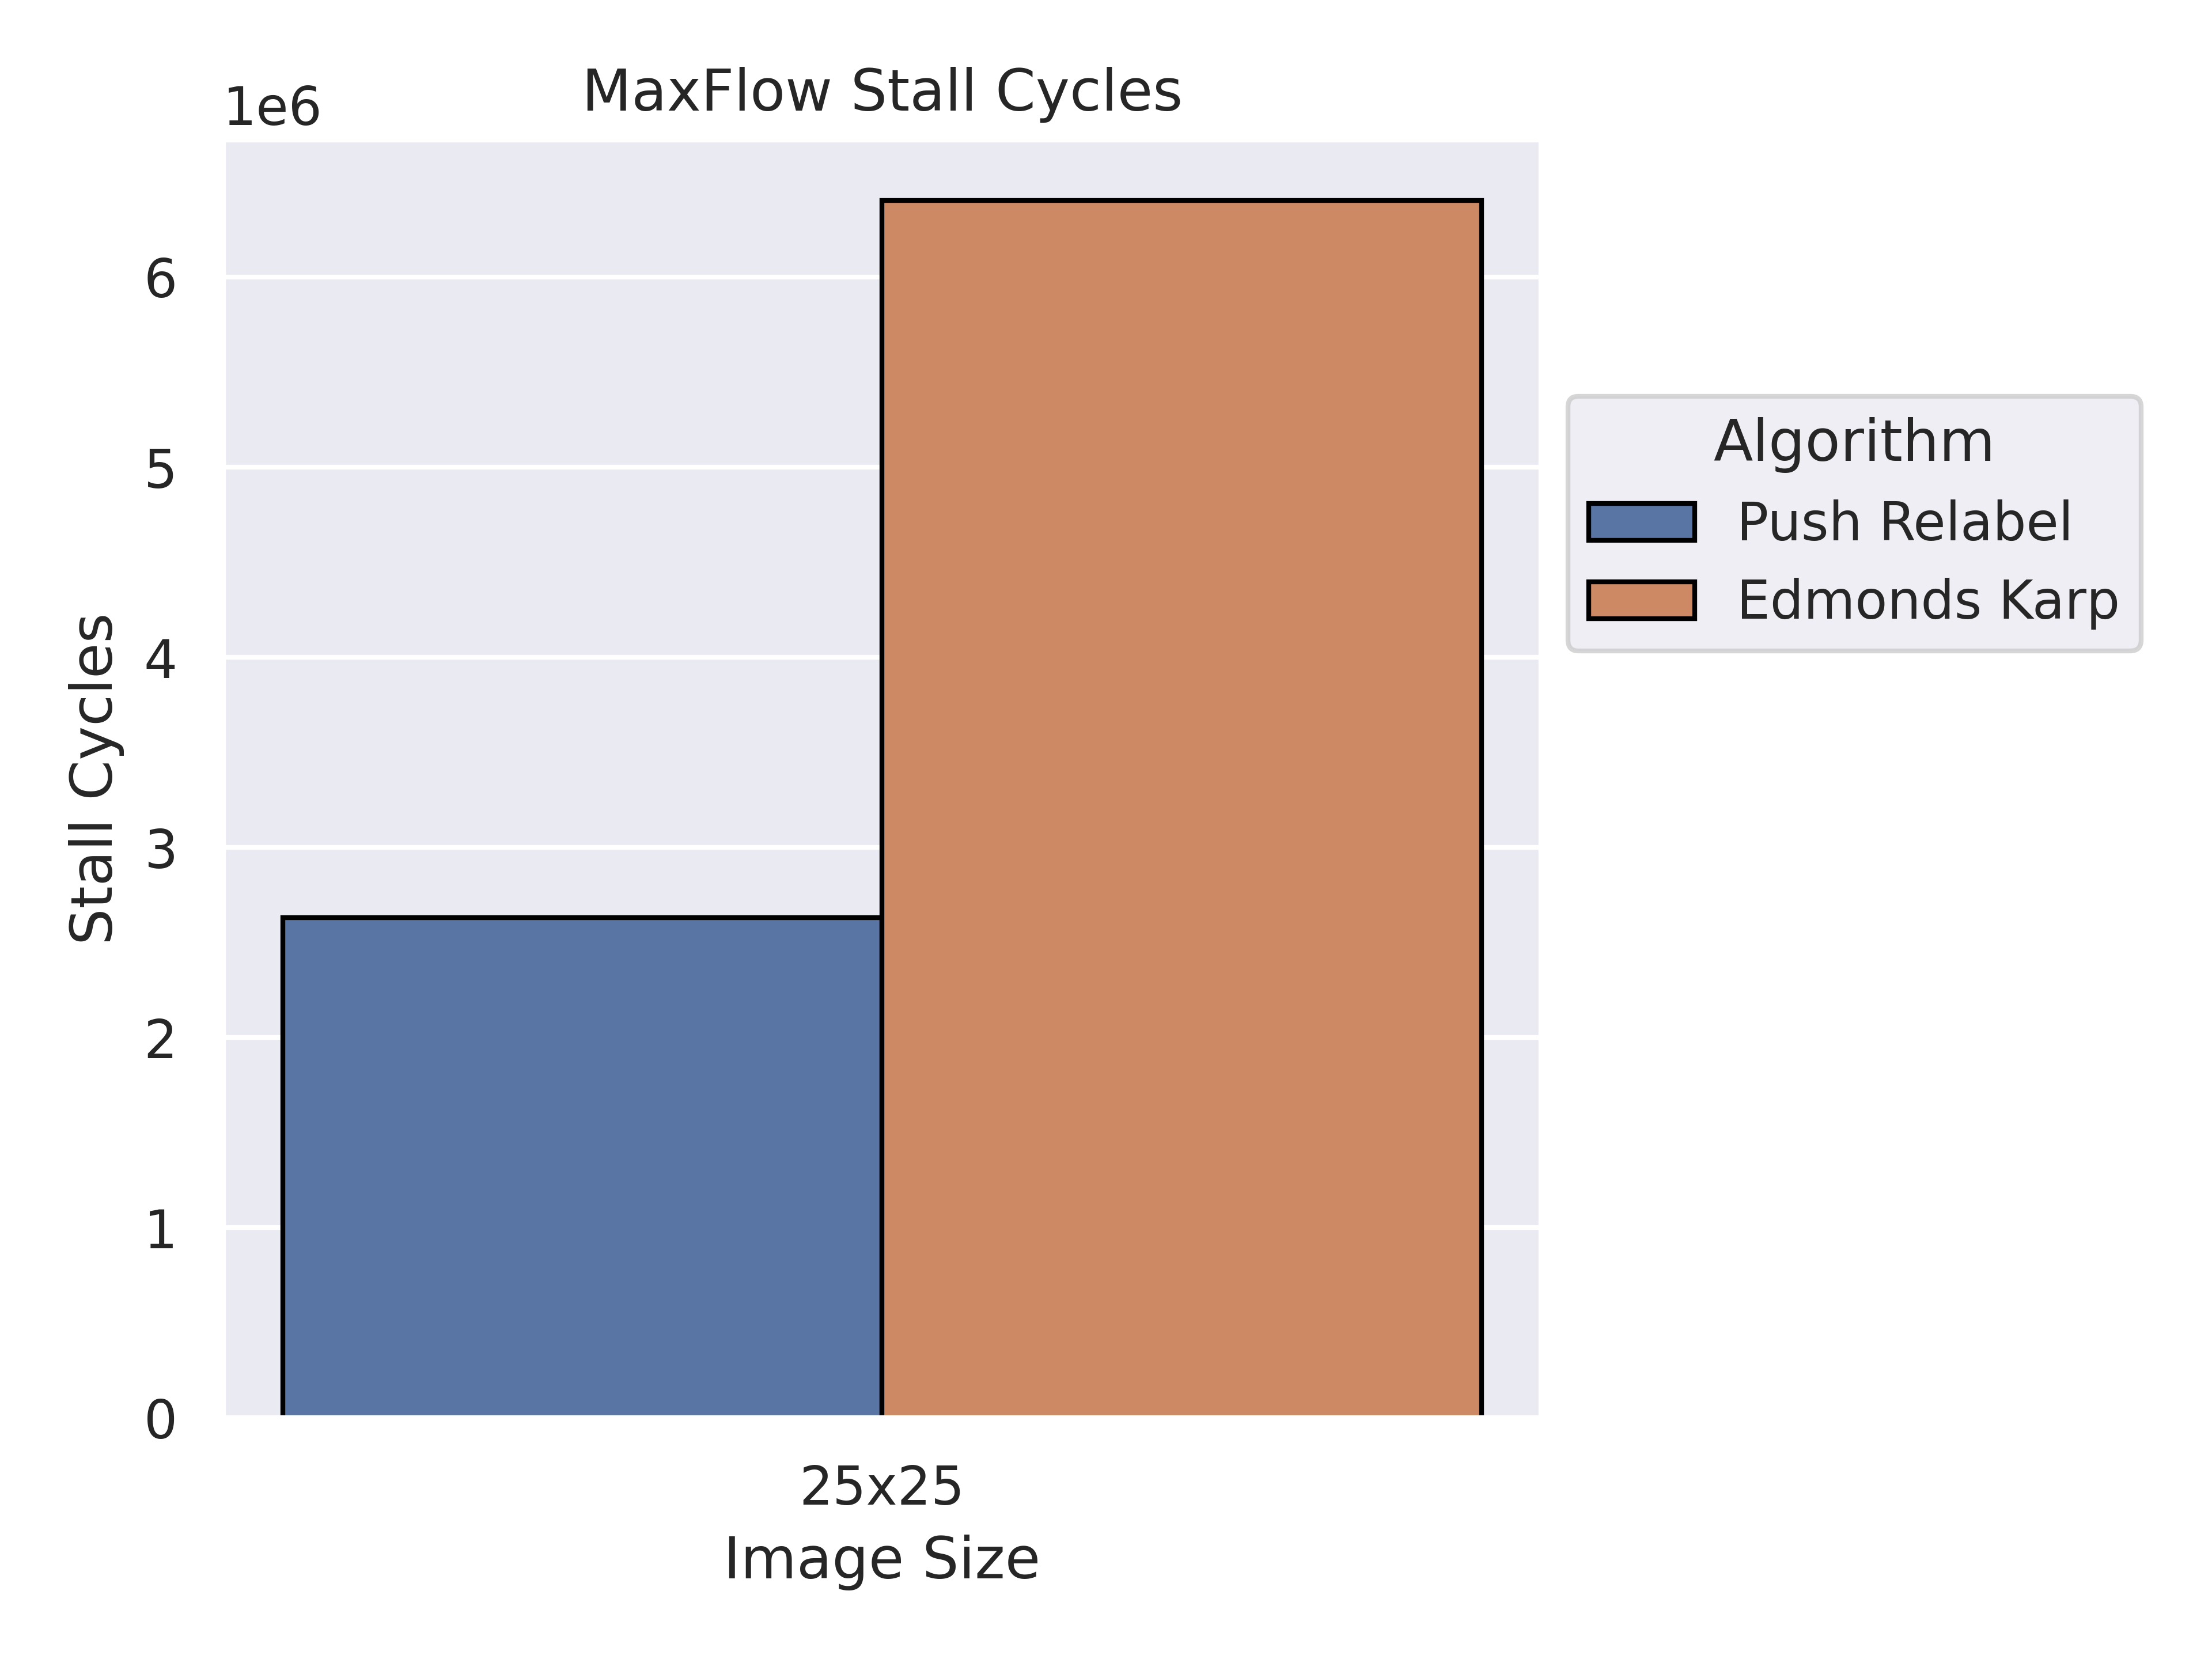 MaxFlow Stall Cycles
1e6
6
5
4
3
2
1
0
Stall Cycles
25x25
Image Size
Algorithm
Push Relabel
Edmonds Karp